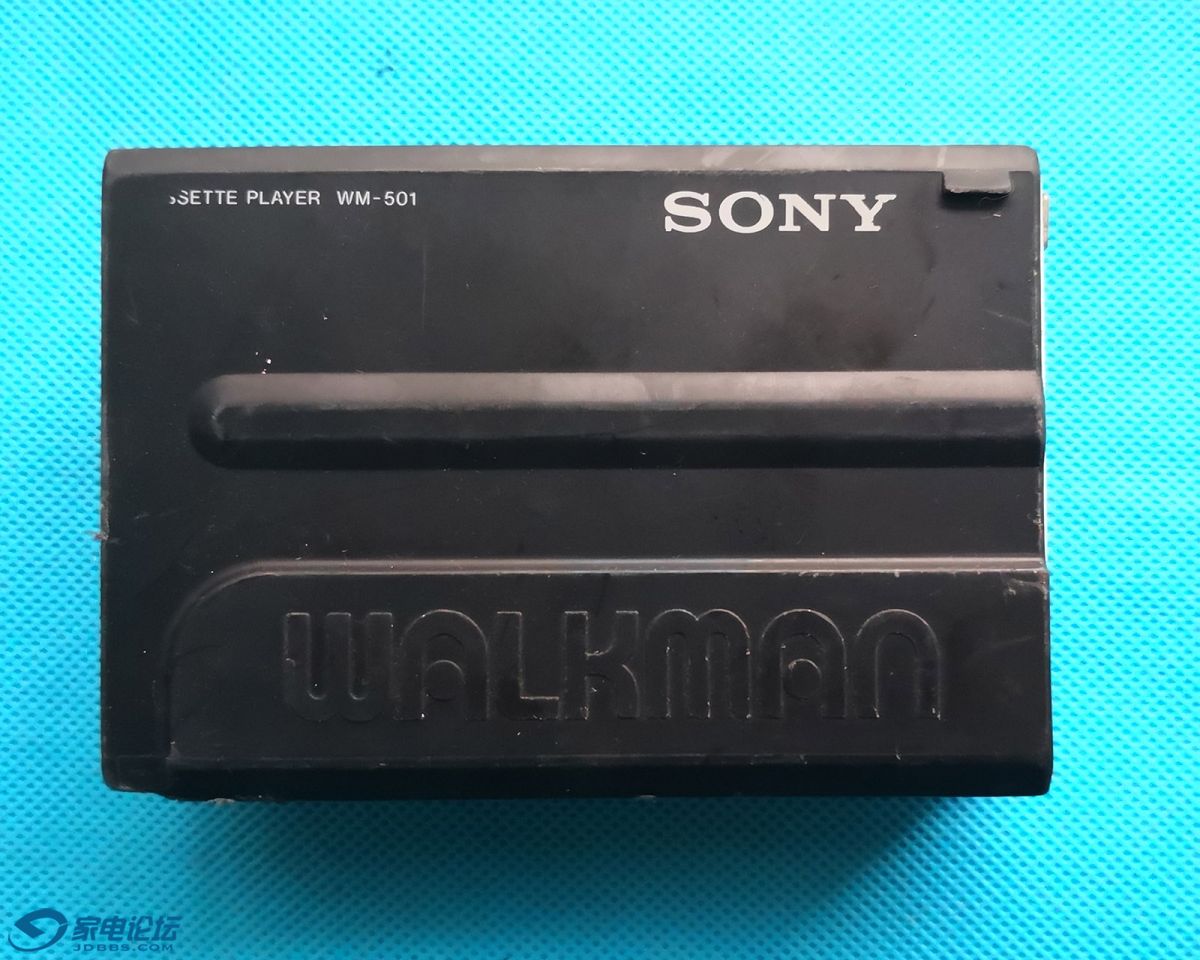 SETTE PLAYER WM-501
SONY
WALKMAN
家电论坛
JDBBS.COM